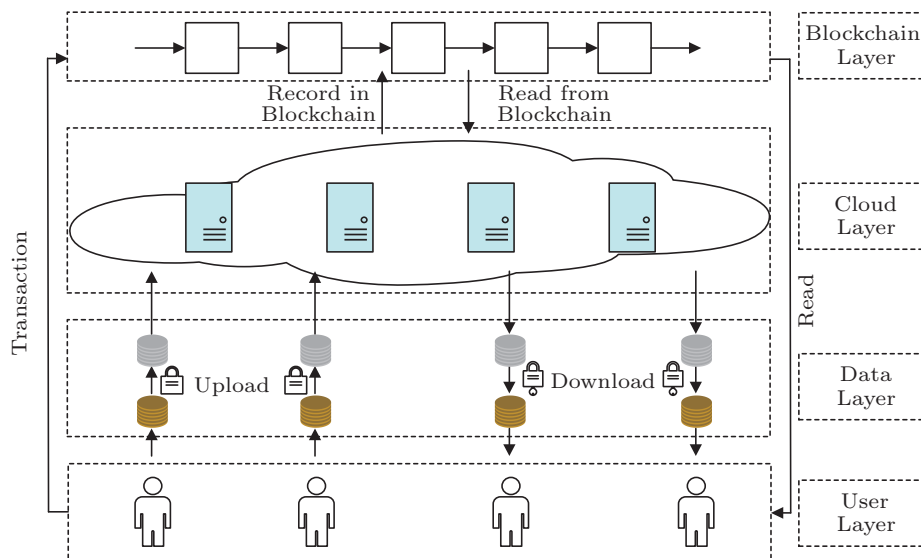 Blockchain
Layer
Record in
Blockchain
Read from
Blockchain
Cloud
Layer
Transaction
Read
Upload
Download
Data
Layer
User
Layer